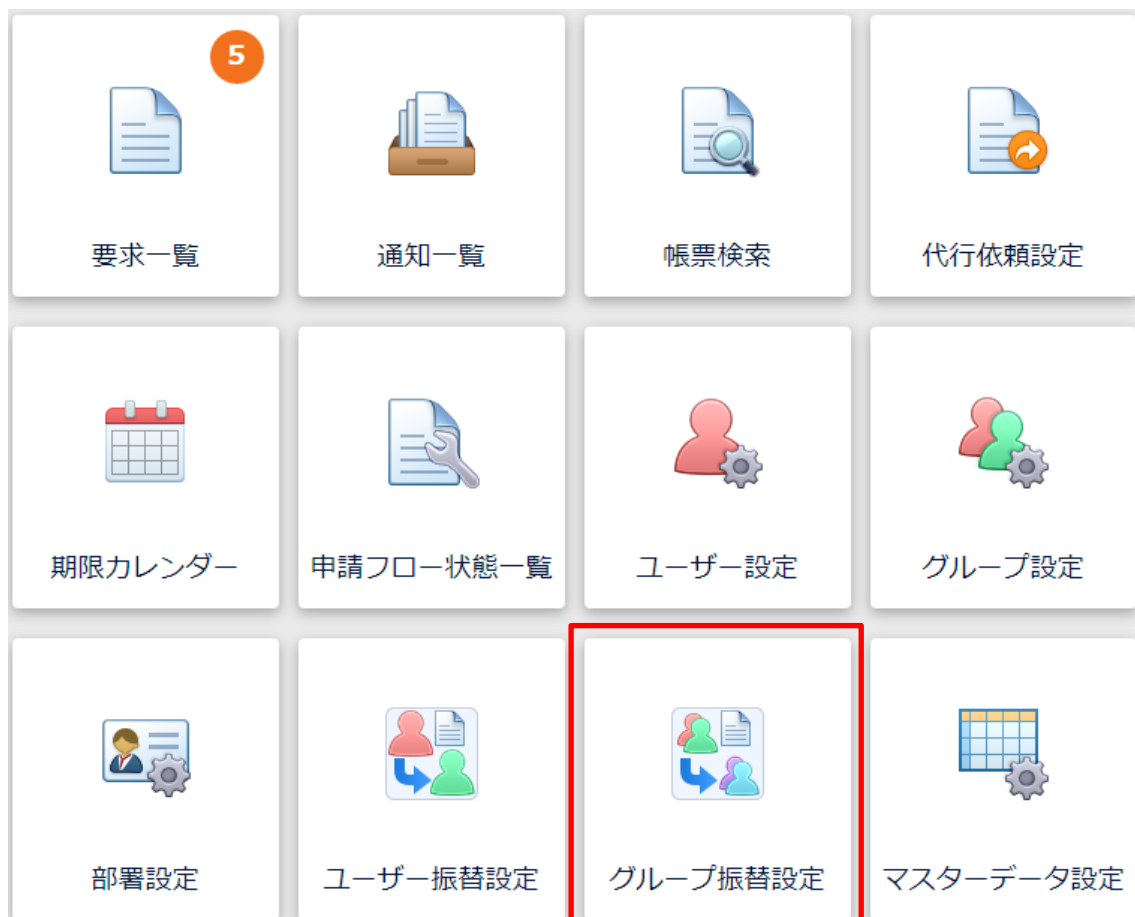 5
要求一覧
通知一覧
帳票検索
代行依頼設定
期限カレンダー
申請フロー状態一覧
ユーザー設定
グループ設定
部署設定
ユーザー振替設定
グループ振替設定
マスターデータ設定